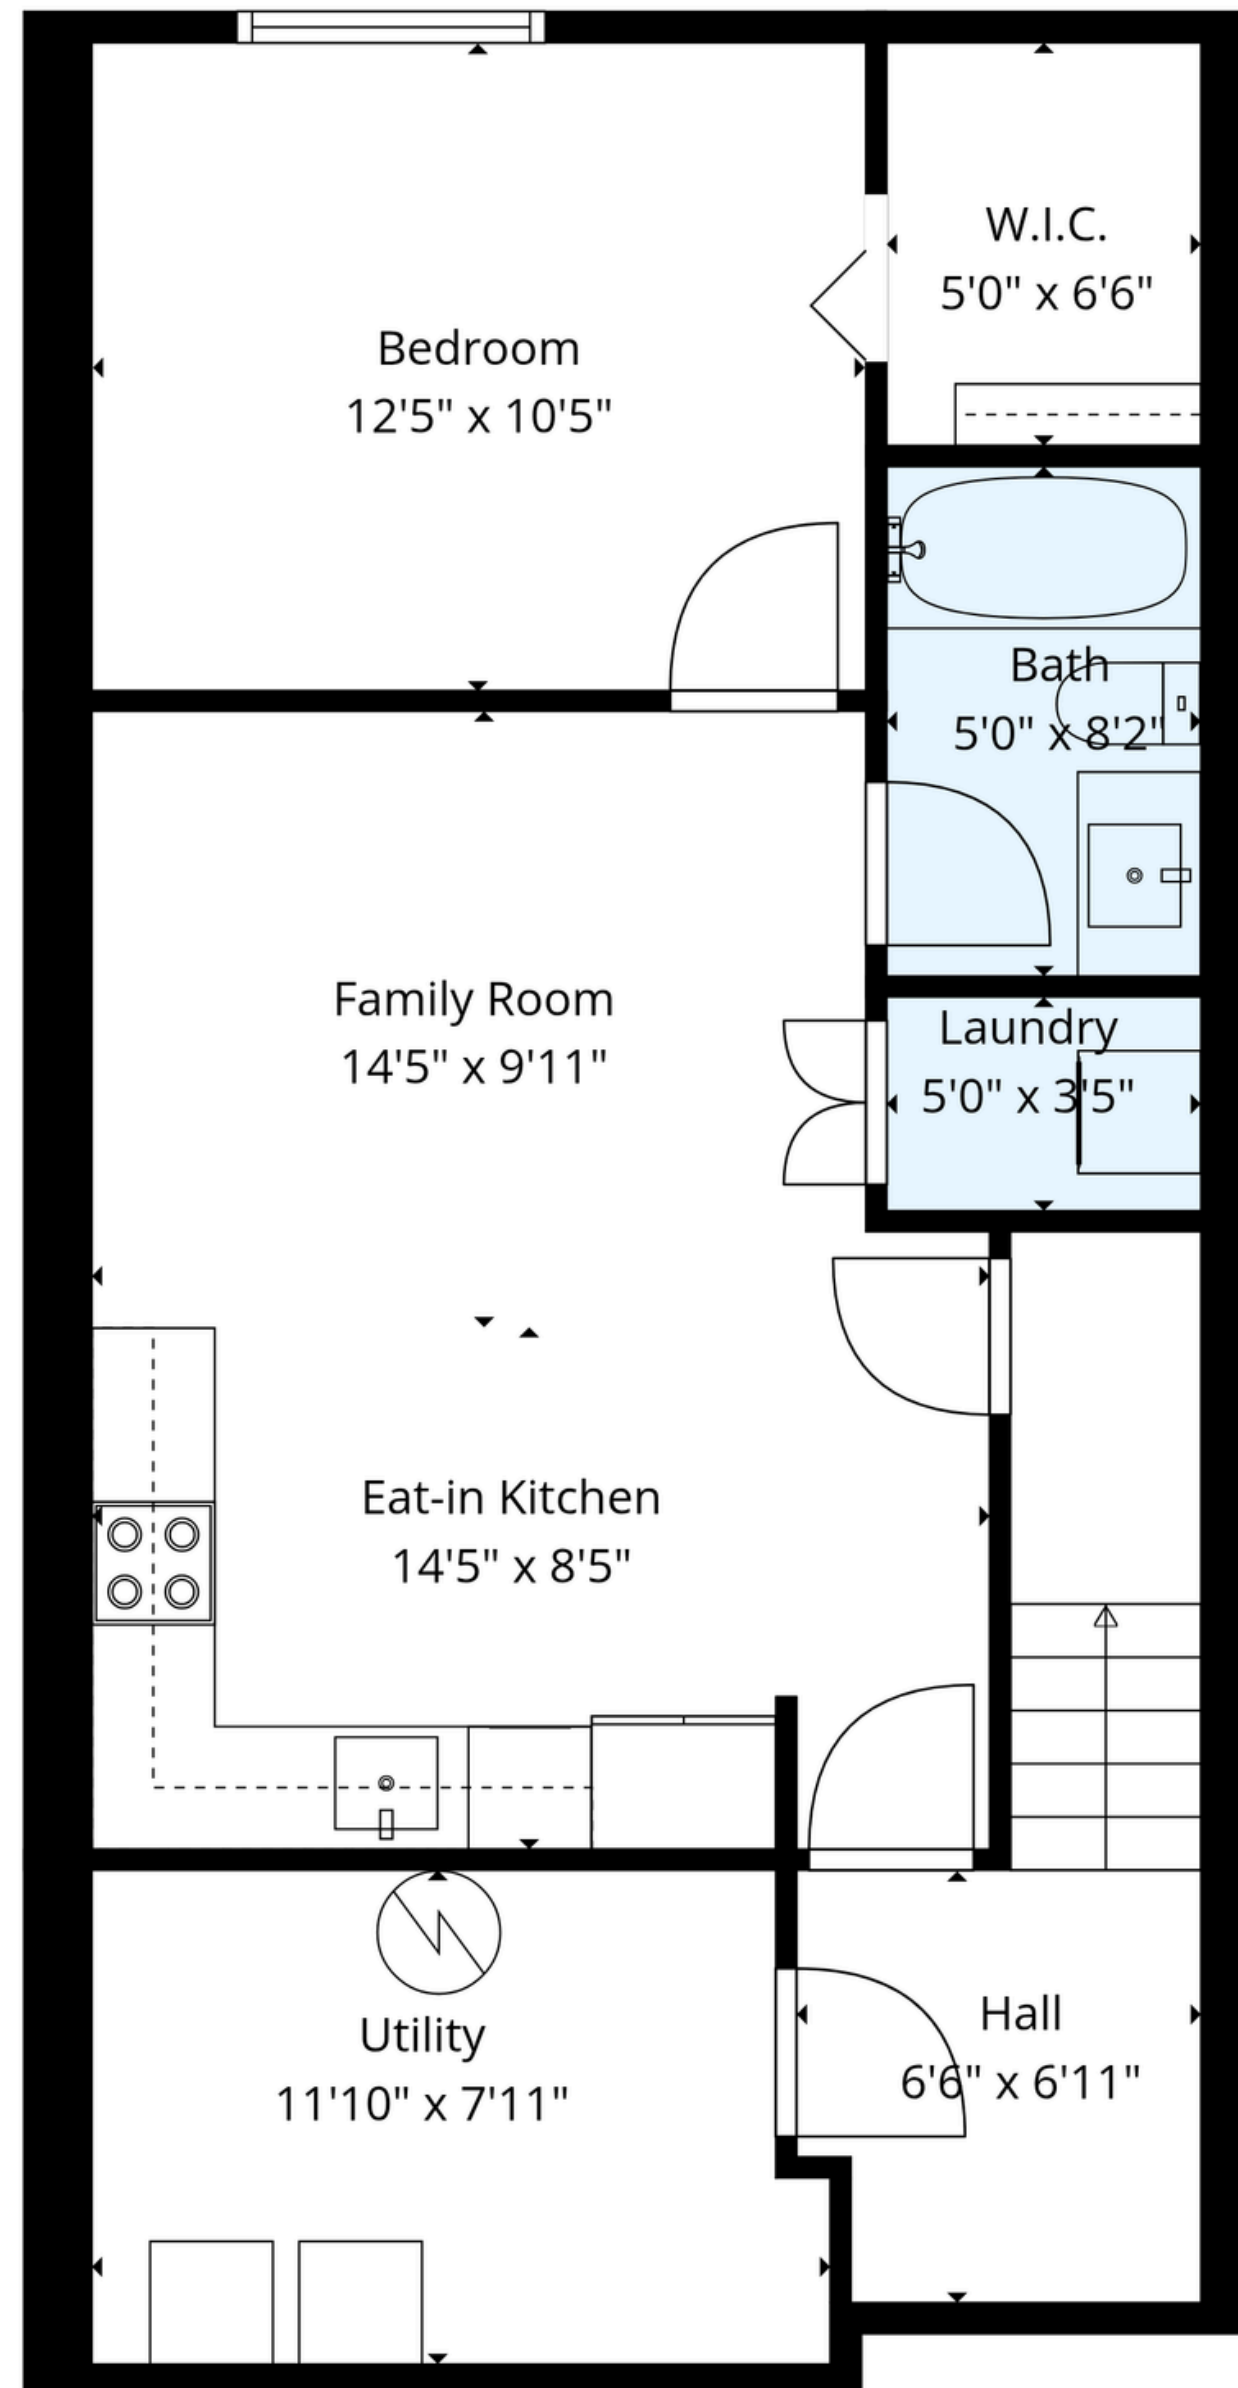 W.I.C.
5'0" x 6'6"
Bedroom
12'5" x 10'5"
Bath
5'0" x 8'2"
Family Room
14'5" x 9'11"
Laundry
5'0" x 3'5"
Eat-in Kitchen
14'5" x 8'5"
Utility
11'10" x 7'11"
Hall
6'6" x 6'11"